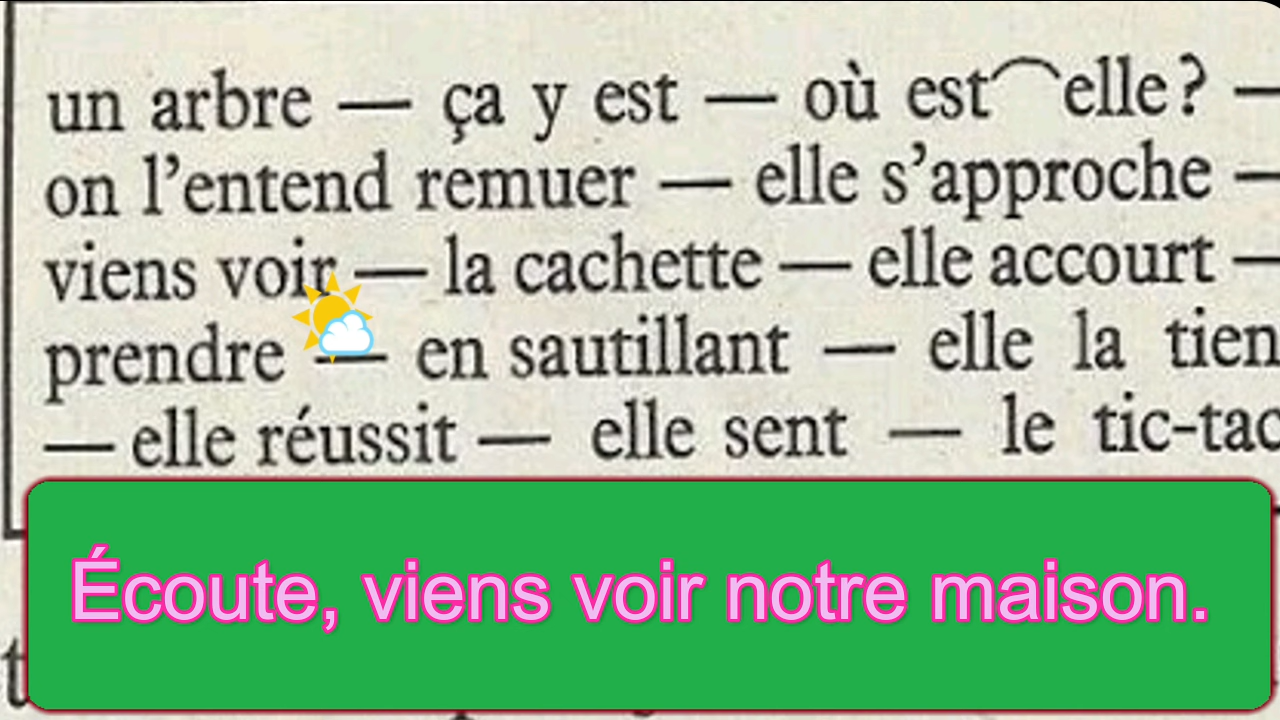 un arbre — ça y est — où est‿elle ? —
on l'entend remuer — elle s'approche —
viens voir — la cachette — elle accourt —
prendre — en sautillant — elle la tien
— elle réussit — elle sent — le tic-tac
Écoute, viens voir notre maison.